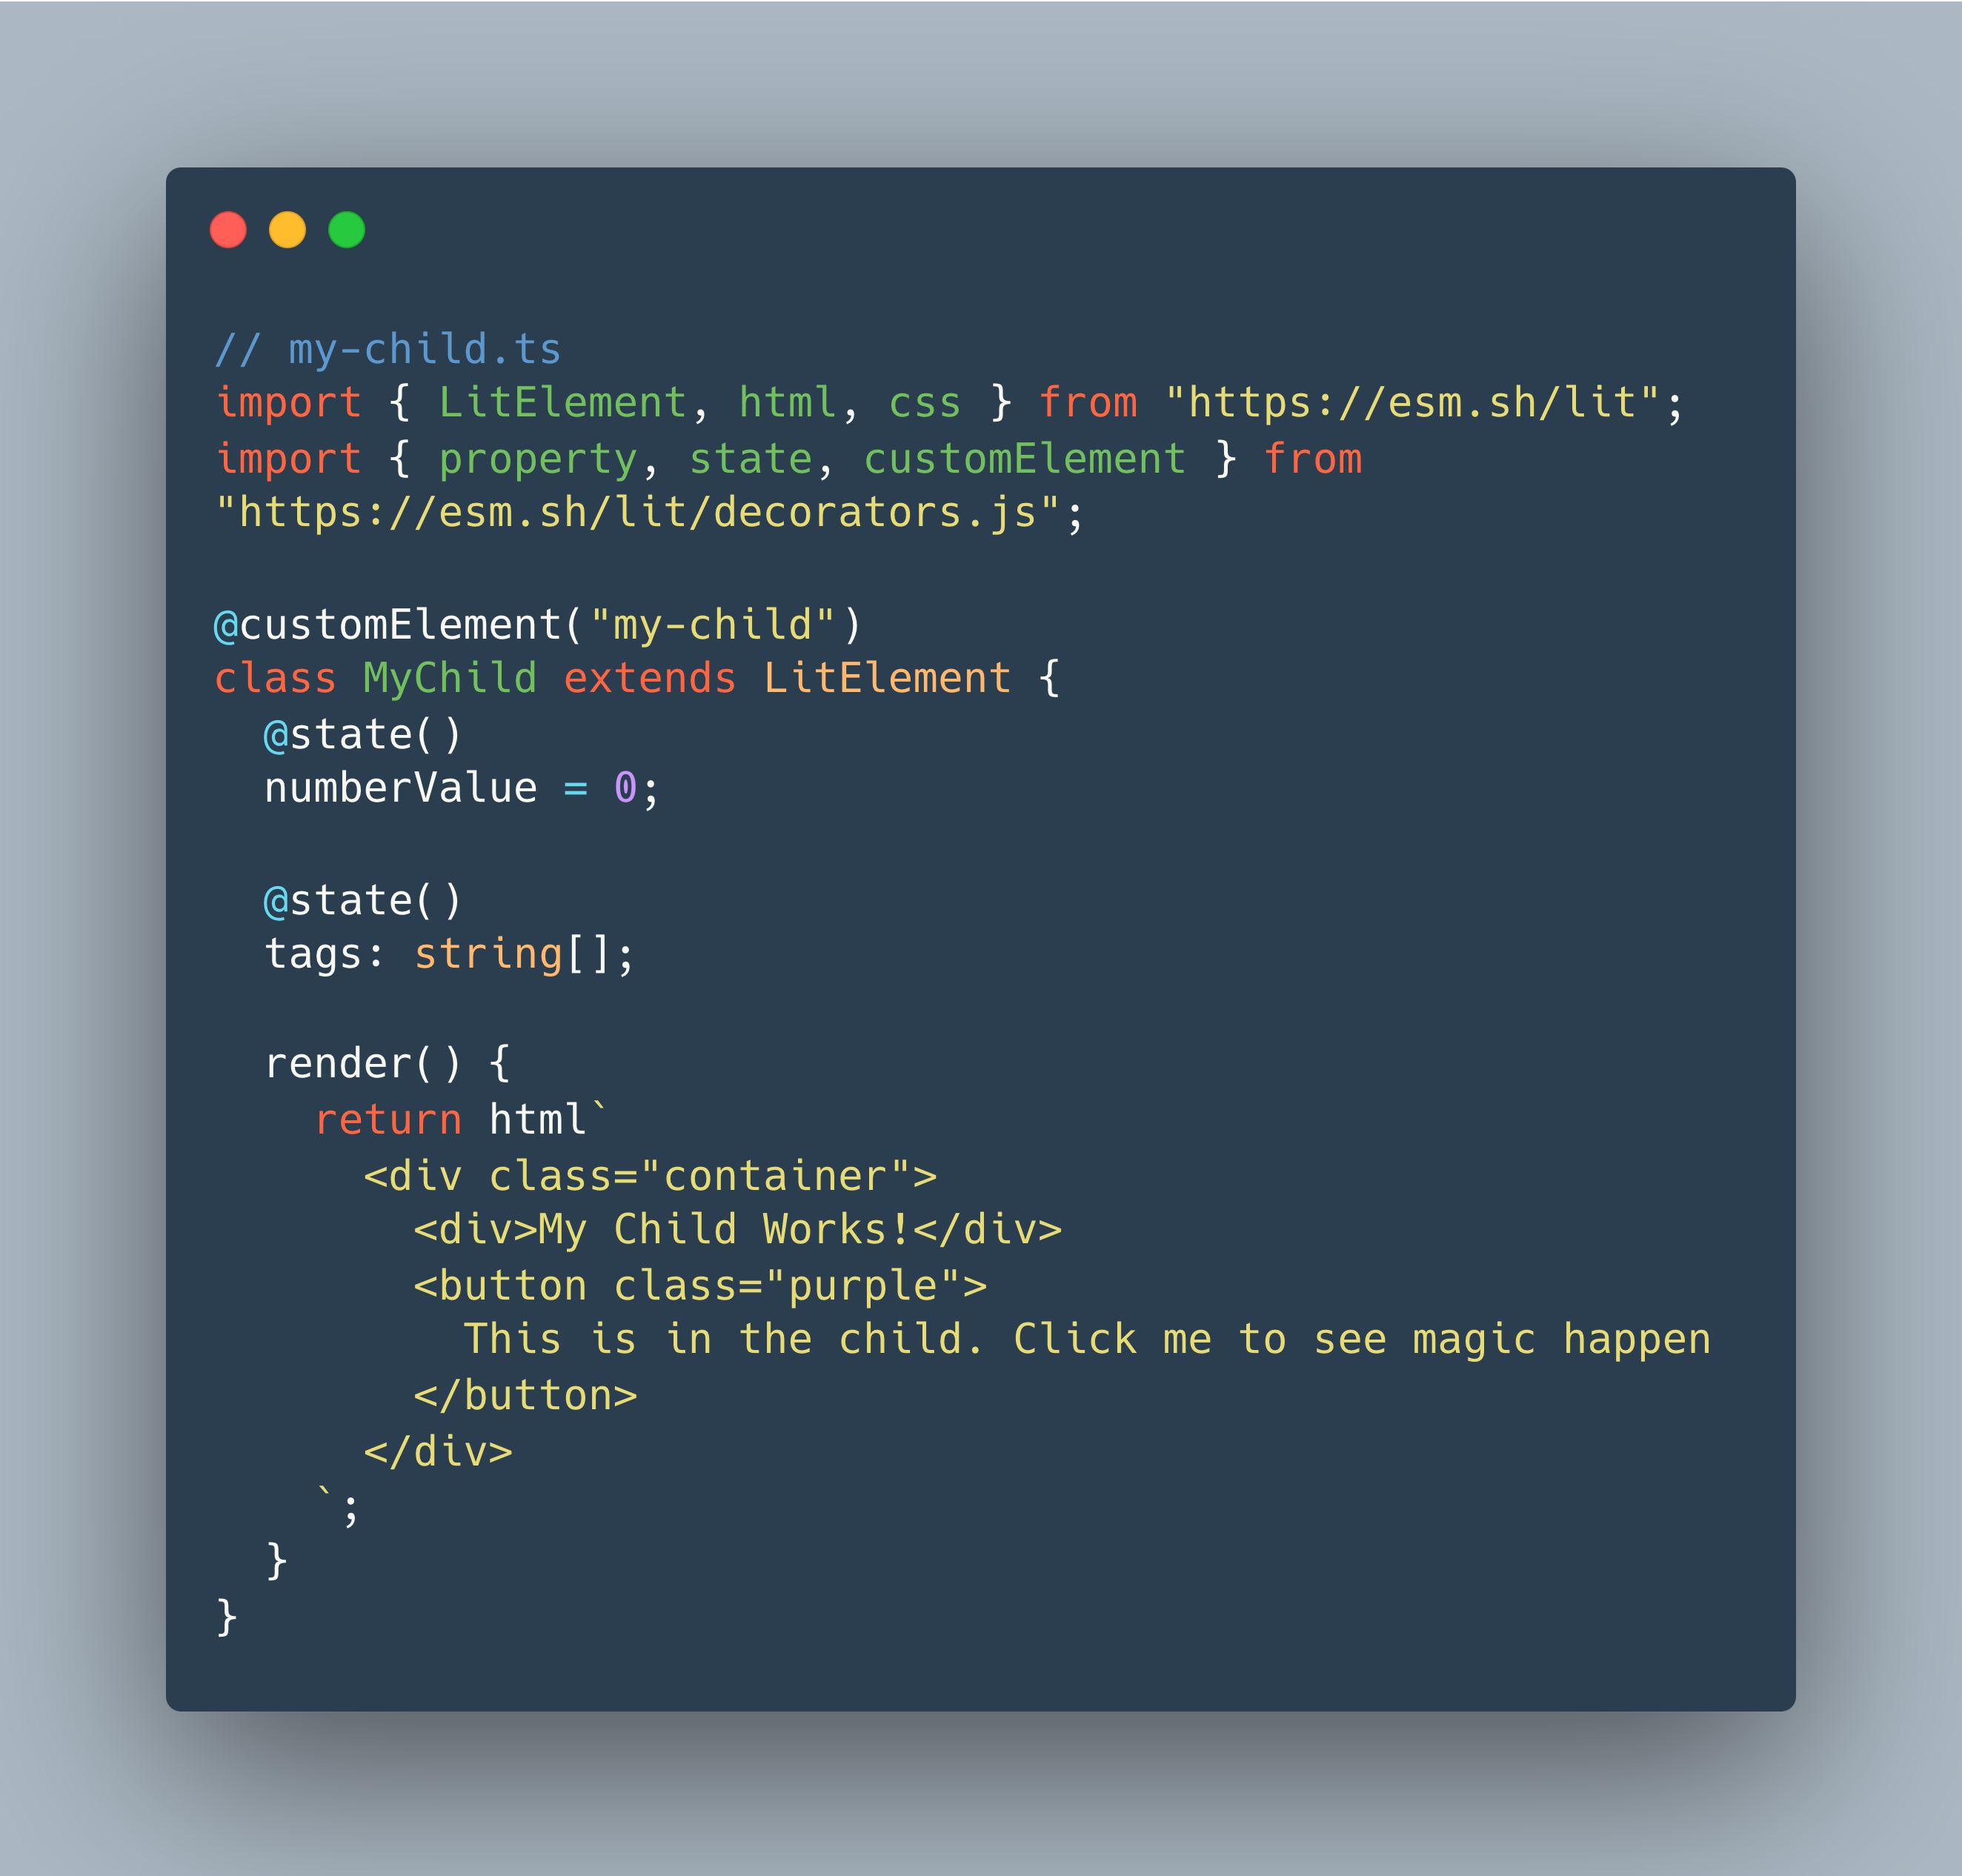 // my-child.ts
import { LitElement, html, css } from "https://esm.sh/lit";
import { property, state, customElement } from
"https://esm.sh/lit/decorators.js";
@customElement("my-child")
class MyChild extends LitElement {
  @state()
  numberValue = 0;
  @state()
  tags: string[];
  render() {
    return html`
      <div class="container">
        <div>My Child Works!</div>
        <button class="purple">
          This is in the child. Click me to see magic happen
        </button>
      </div>
    `;
  }
}